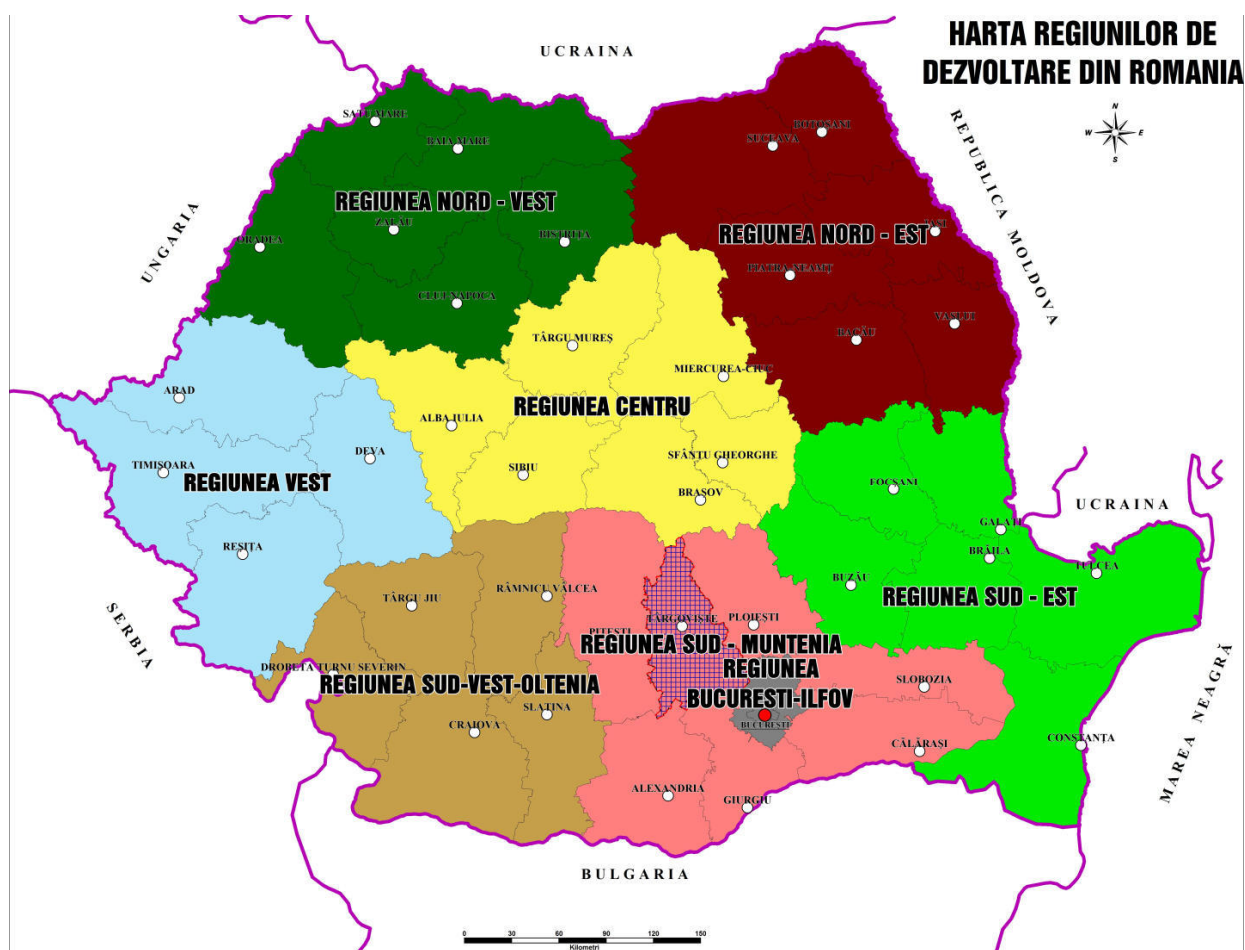 HARTA REGIUNILOR DE
DEZVOLTARE DIN ROMANIA
N
W E
S
UCRAINA
REPUBLICA MOLDOVA
UNGARIA
SATU MARE
BAIA MARE
BOTOȘANI
SUCEAVA
REGIUNEA NORD - VEST
ZALĂU
BISTRIȚA
ORADEA
CLUJ NAPOCA
IAȘI
REGIUNEA NORD - EST
PIATRA NEAMȚ
BACĂU
VASLUI
TÂRGU MUREȘ
MIERCUREA-CIUC
REGIUNEA CENTRU
ALBA IULIA
SIBIU
SFÂNTU GHEORGHE
BRAȘOV
ARAD
TIMIȘOARA
DEVA
REGIUNEA VEST
REȘIȚA
FOCȘANI
UCRAINA
GALAȚI
BRĂILA
TULCEA
BUZĂU
REGIUNEA SUD - EST
SERBIA
TÂRGU JIU
RÂMNICU VÂLCEA
DROBETA TURNU SEVERIN
REGIUNEA SUD-VEST-OLTENIA
SLATINA
CRAIOVA
PITEȘTI
TÂRGOVIȘTE
PLOIEȘTI
REGIUNEA SUD - MUNTENIA
REGIUNEA
BUCUREȘTI-ILFOV
BUCUREȘTI
SLOBOZIA
CĂLĂRAȘI
CONSTANȚA
MAREA NEAGRĂ
ALEXANDRIA
GIURGIU
BULGARIA
0 30 60 90 120 150
Kilometri